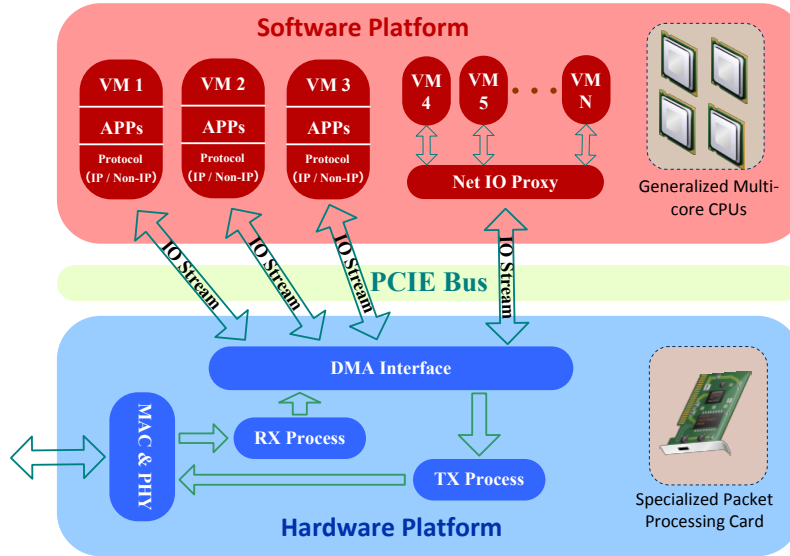 Software Platform
VM 1
APPs
Protocol
(IP / Non-IP)
VM 2
APPs
Protocol
(IP / Non-IP)
VM 3
APPs
Protocol
(IP / Non-IP)
VM
4
VM
5
VM
N
Net IO Proxy
Generalized Multi-
core CPUs
IO Stream
IO Stream
IO Stream
IO Stream
PCIE Bus
DMA Interface
MAC & PHY
RX Process
TX Process
Specialized Packet
Processing Card
Hardware Platform